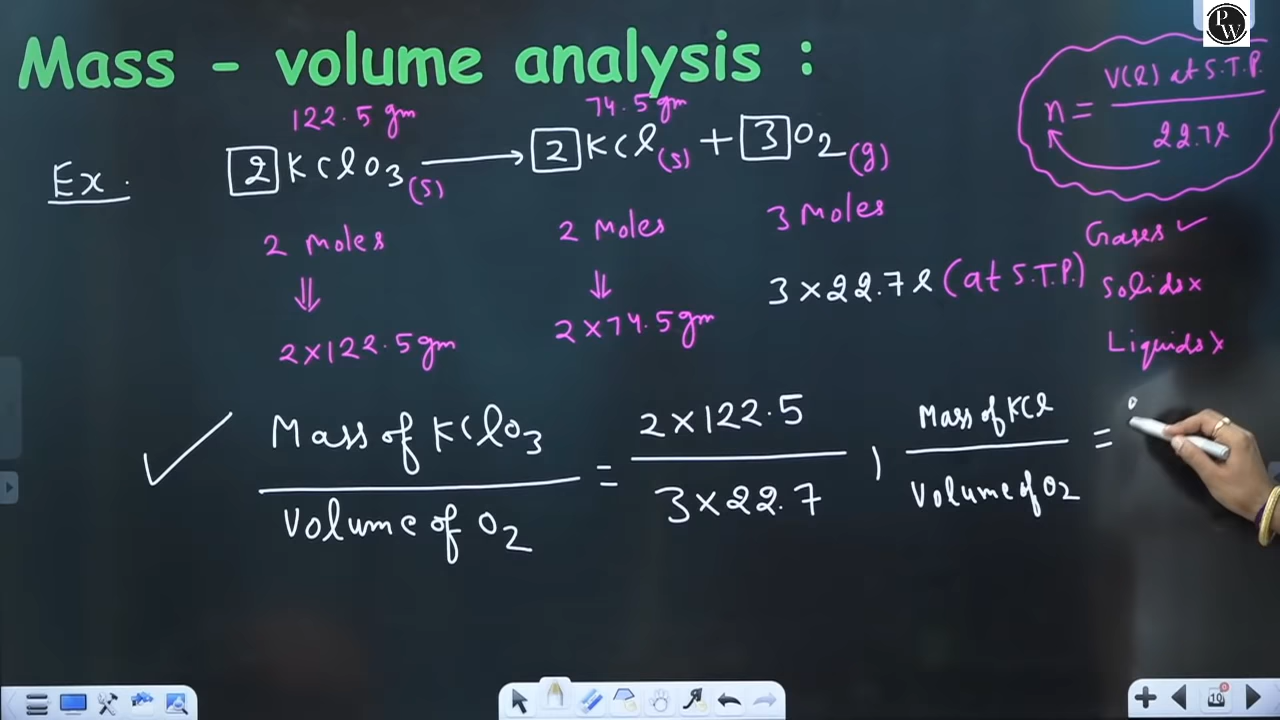 PW
Mass - volume analysis :
122.5 gm
74.5 gm
Ex.
2 KClO3(s) → 2 KCl(s) + 3 O2(g)
n = V(l) at S.T.P. / 22.7l
2 moles
2 moles
3 Moles
Gases ✓
⇓
⇓
3 × 22.7 l (at S.T.P.)
Solids ×
2 × 122.5 gm
2 × 74.5 gm
Liquids ×
✓ Mass of KClO3 / Volume of O2 = 2 × 122.5 / 3 × 22.7 , Mass of KCl / Volume of O2 =
10